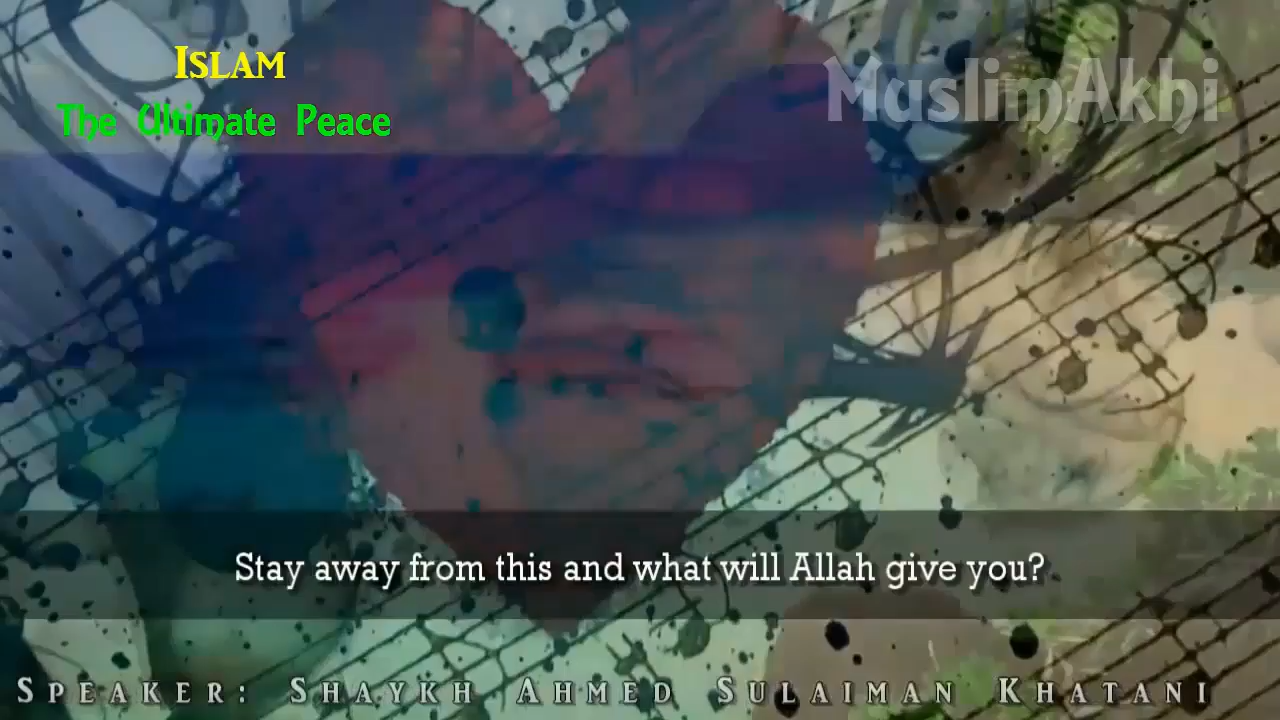 Islam
The Ultimate Peace
MuslimAkhi
Stay away from this and what will Allah give you?
Speaker: Shaykh Ahmed Sulaiman Khatani